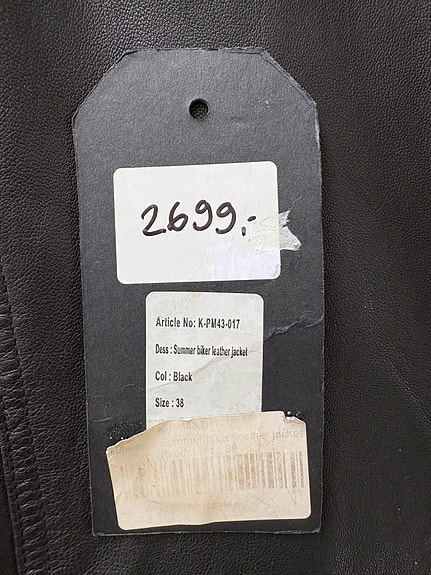 2699,-
Article No: K-PM43-017
Dess : Summer biker leather jacket
Col : Black
Size : 38